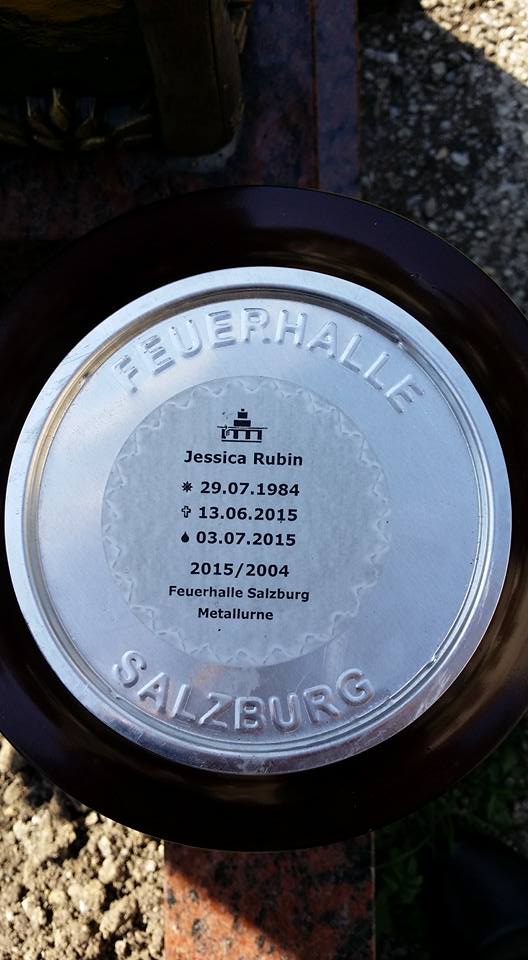 FEUERHALLE
Jessica Rubin
✵ 29.07.1984
✞ 13.06.2015
🌢 03.07.2015
2015/2004
Feuerhalle Salzburg
Metallurne
SALZBURG